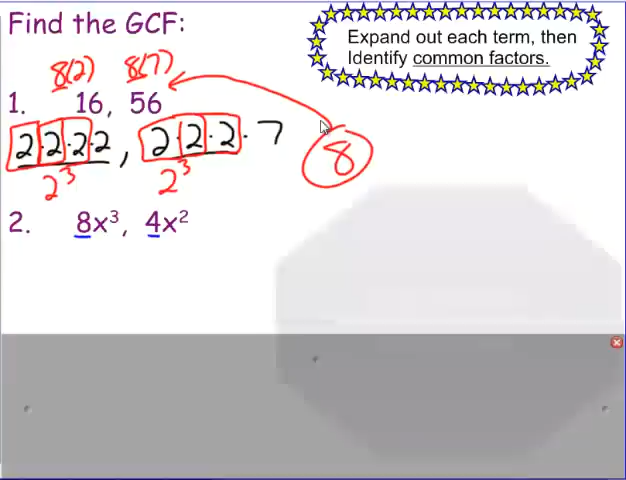 Find the GCF:
Expand out each term, then
Identify common factors.
8(2) 8(7)
1. 16, 56
2·2·2·2, 2·2·2·7
2³ 2³
8
2. 8x³, 4x²